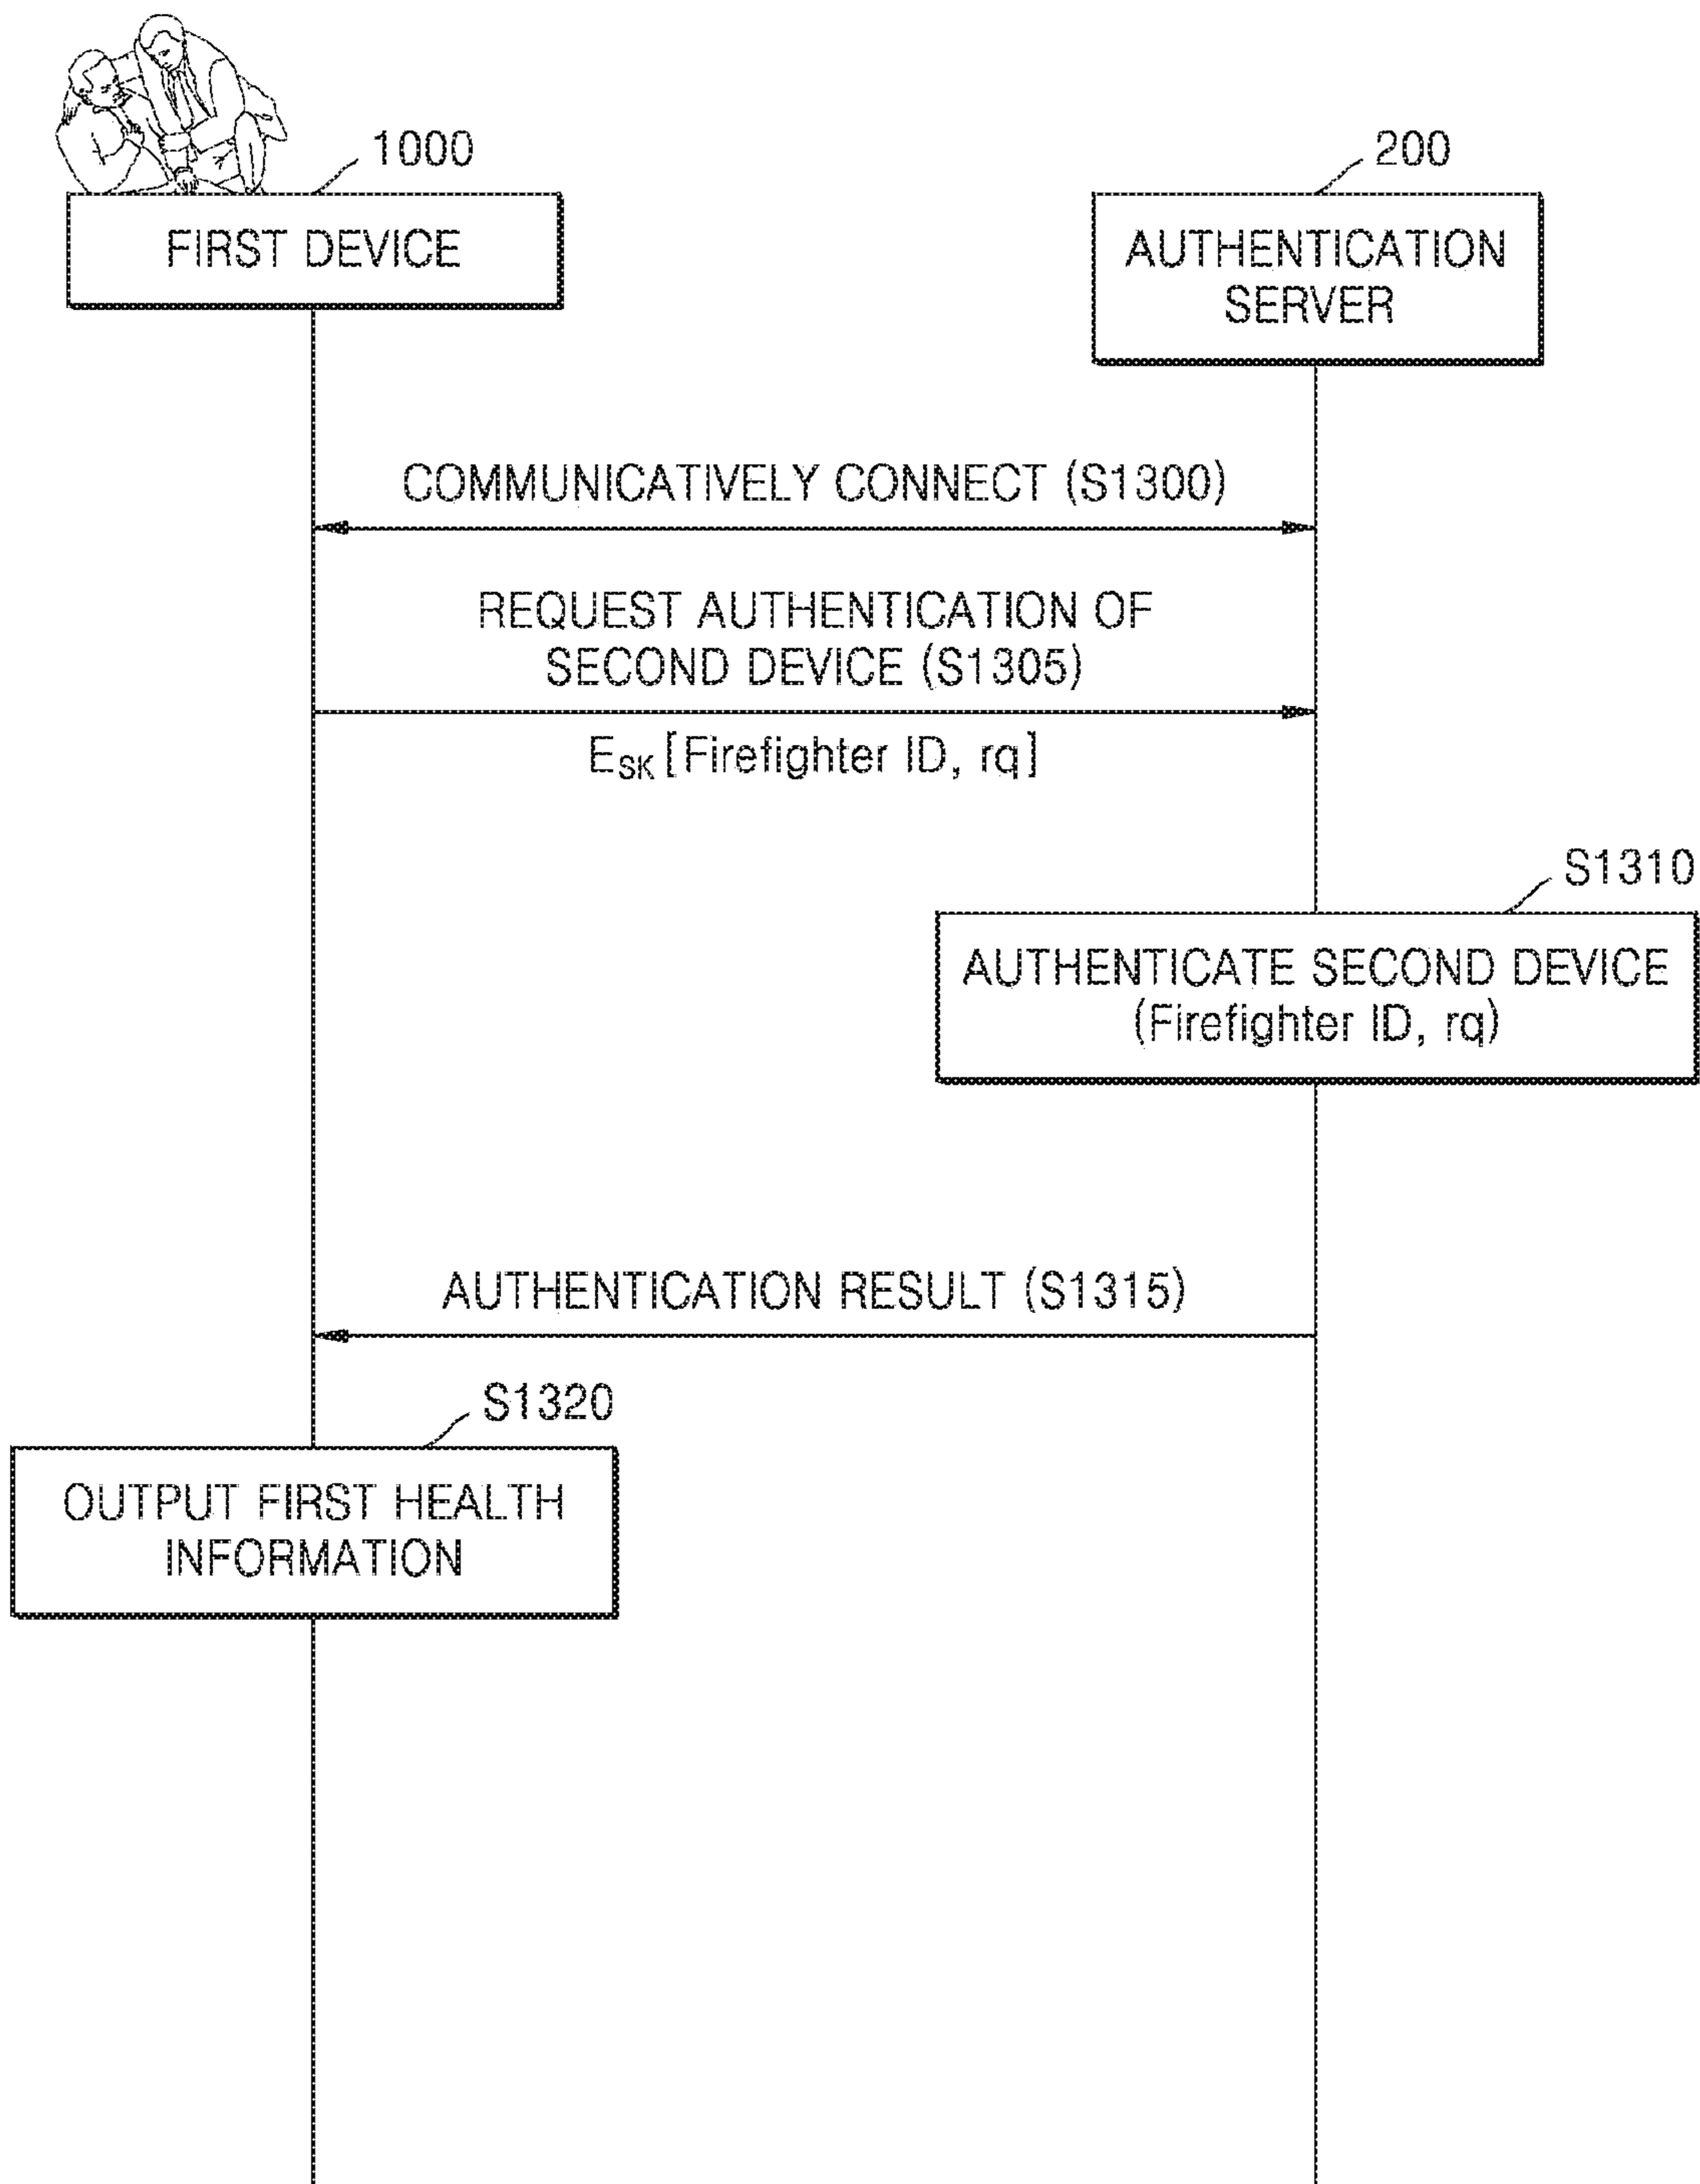 1000
200
FIRST DEVICE
AUTHENTICATION
SERVER
COMMUNICATIVELY CONNECT (S1300)
REQUEST AUTHENTICATION OF
SECOND DEVICE (S1305)
ESK [Firefighter ID, rq]
S1310
AUTHENTICATE SECOND DEVICE
(Firefighter ID, rq)
AUTHENTICATION RESULT (S1315)
S1320
OUTPUT FIRST HEALTH
INFORMATION